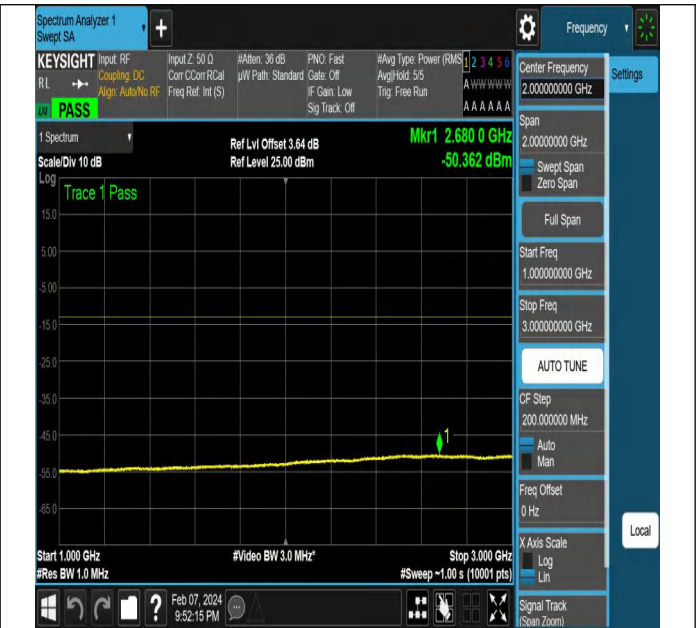 Spectrum Analyzer 1
Swept SA
+
Frequency
KEYSIGHT
RL
LXI
PASS
Input: RF
Coupling: DC
Align: Auto/No RF
Input Z: 50 Ω
Corr CCorr RCal
Freq Ref: Int (S)
#Atten: 36 dB
µW Path: Standard
PNO: Fast
Gate: Off
IF Gain: Low
Sig Track: Off
#Avg Type: Power (RMS
Avg|Hold: 5/5
Trig: Free Run
1 2 3 4 5 6
A W W W W W
A A A A A A
1 Spectrum
Scale/Div 10 dB
Ref Lvl Offset 3.64 dB
Ref Level 25.00 dBm
Mkr1 2.680 0 GHz
-50.362 dBm
Log
Trace 1 Pass
15.0
5.00
-5.00
-15.0
-25.0
-35.0
-45.0
-55.0
-65.0
1
Start 1.000 GHz
#Res BW 1.0 MHz
#Video BW 3.0 MHz*
Stop 3.000 GHz
#Sweep ~1.00 s (10001 pts)
Center Frequency
2.000000000 GHz
Settings
Span
2.00000000 GHz
Swept Span
Zero Span
Full Span
Start Freq
1.000000000 GHz
Stop Freq
3.000000000 GHz
AUTO TUNE
CF Step
200.000000 MHz
Auto
Man
Freq Offset
0 Hz
X Axis Scale
Log
Lin
Signal Track
(Span Zoom)
Local
?
Feb 07, 2024
9:52:15 PM